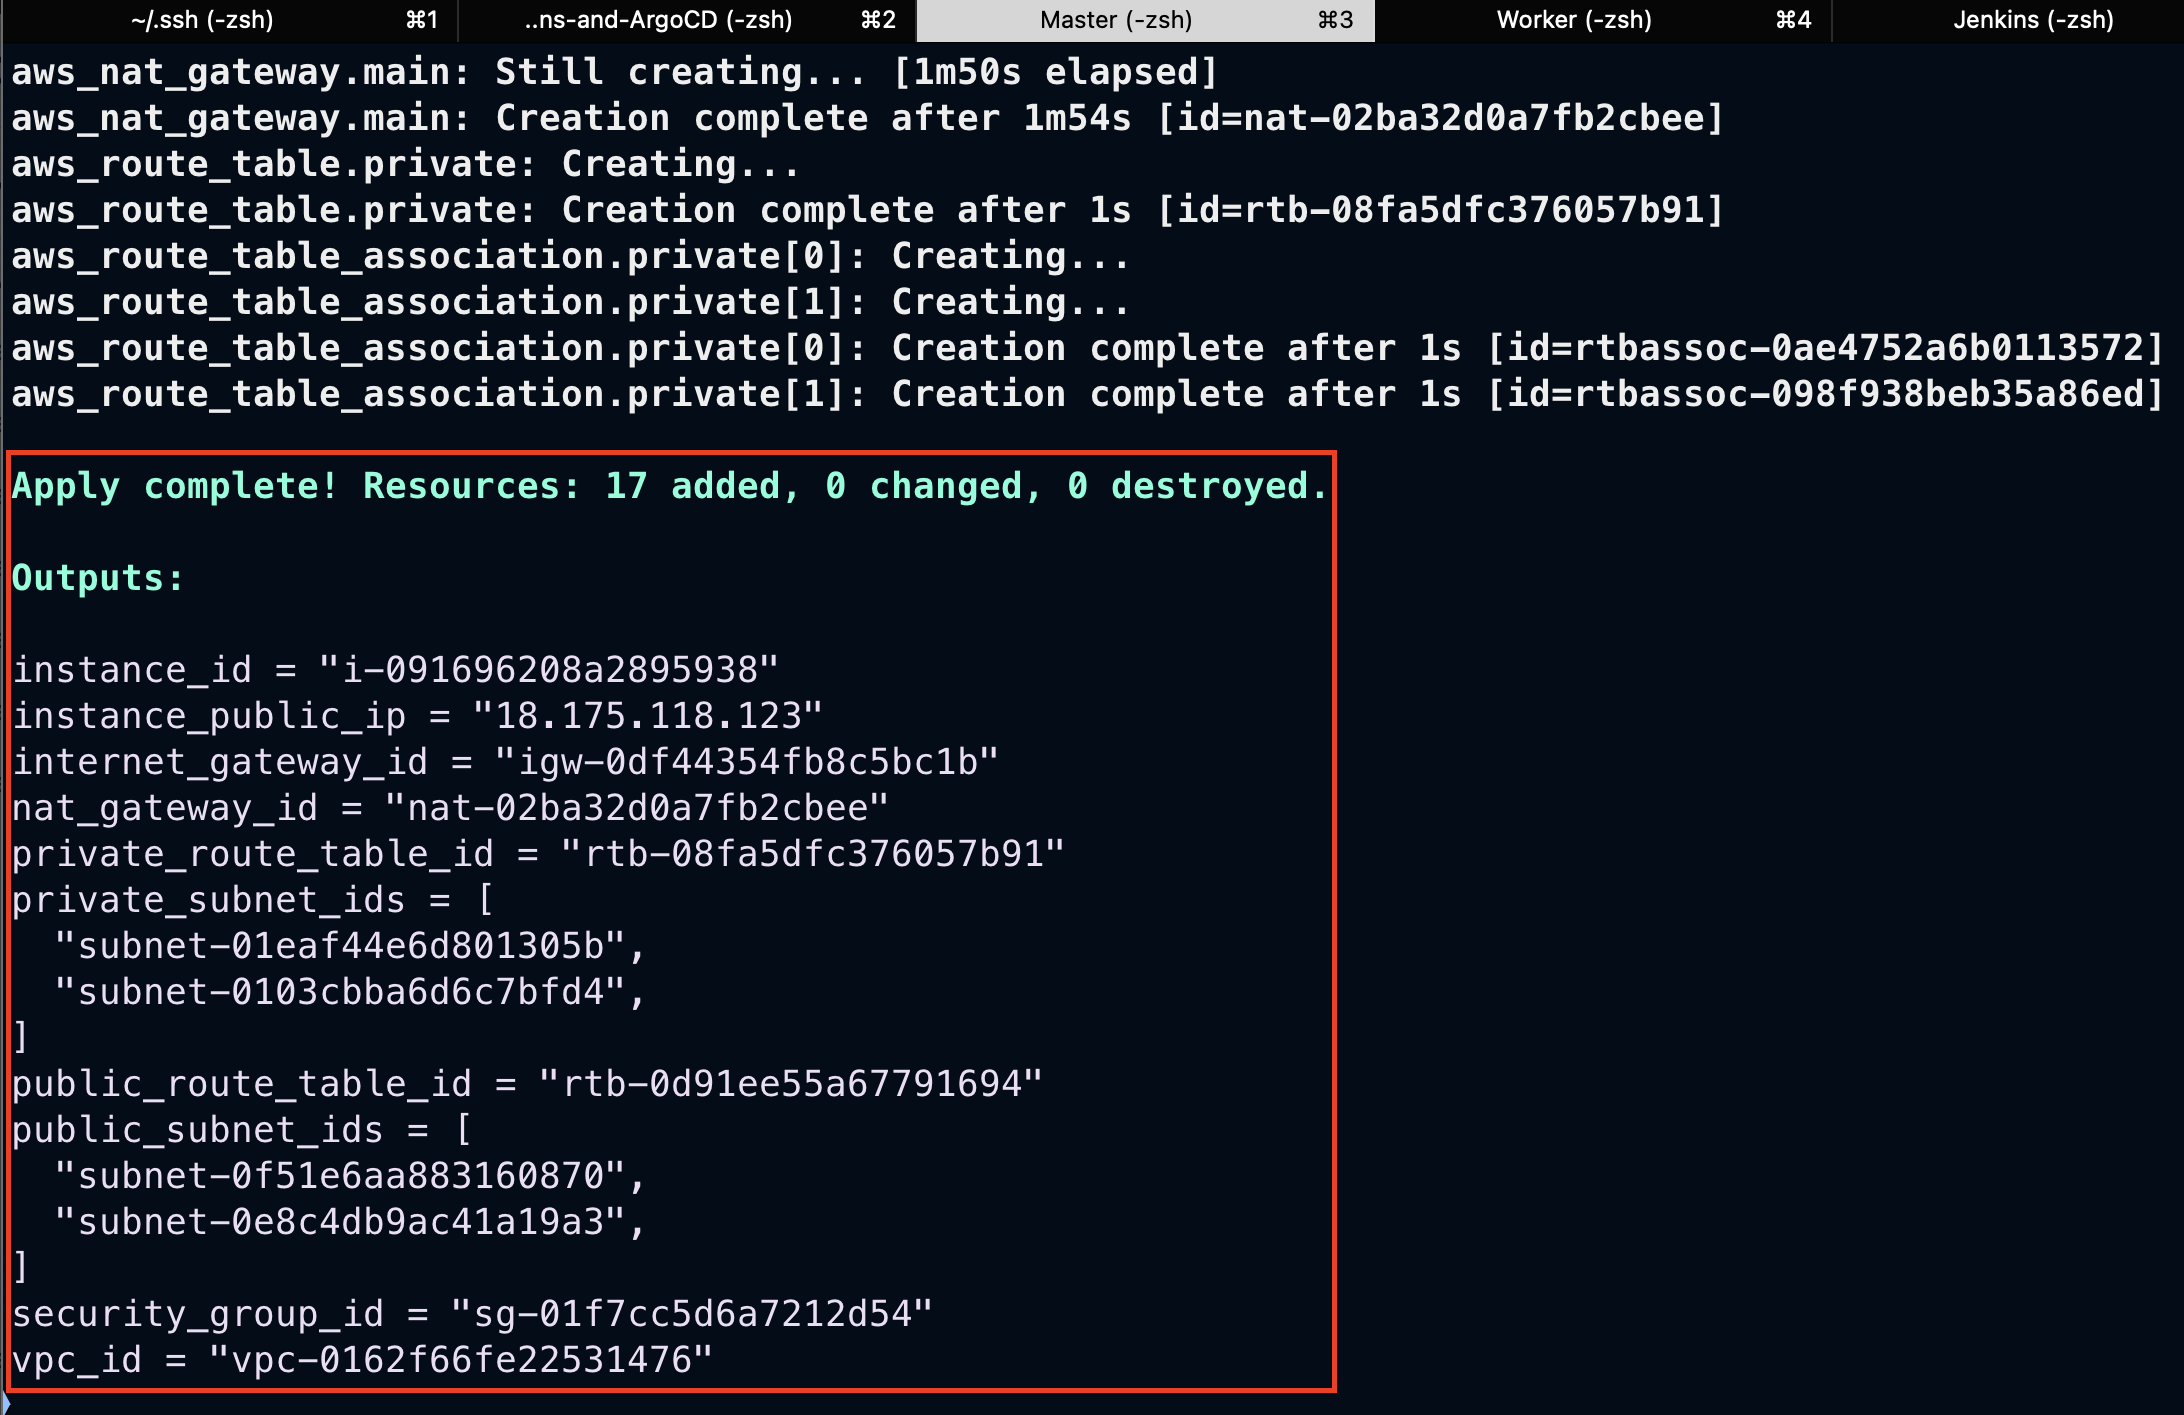 ~/.ssh (-zsh) ⌘1 ..ns-and-ArgoCD (-zsh) ⌘2 Master (-zsh) ⌘3 Worker (-zsh) ⌘4 Jenkins (-zsh)
aws_nat_gateway.main: Still creating... [1m50s elapsed]
aws_nat_gateway.main: Creation complete after 1m54s [id=nat-02ba32d0a7fb2cbee]
aws_route_table.private: Creating...
aws_route_table.private: Creation complete after 1s [id=rtb-08fa5dfc376057b91]
aws_route_table_association.private[0]: Creating...
aws_route_table_association.private[1]: Creating...
aws_route_table_association.private[0]: Creation complete after 1s [id=rtbassoc-0ae4752a6b0113572]
aws_route_table_association.private[1]: Creation complete after 1s [id=rtbassoc-098f938beb35a86ed]
Apply complete! Resources: 17 added, 0 changed, 0 destroyed.
Outputs:
instance_id = "i-091696208a2895938"
instance_public_ip = "18.175.118.123"
internet_gateway_id = "igw-0df44354fb8c5bc1b"
nat_gateway_id = "nat-02ba32d0a7fb2cbee"
private_route_table_id = "rtb-08fa5dfc376057b91"
private_subnet_ids = [
  "subnet-01eaf44e6d801305b",
  "subnet-0103cbba6d6c7bfd4",
]
public_route_table_id = "rtb-0d91ee55a67791694"
public_subnet_ids = [
  "subnet-0f51e6aa883160870",
  "subnet-0e8c4db9ac41a19a3",
]
security_group_id = "sg-01f7cc5d6a7212d54"
vpc_id = "vpc-0162f66fe22531476"